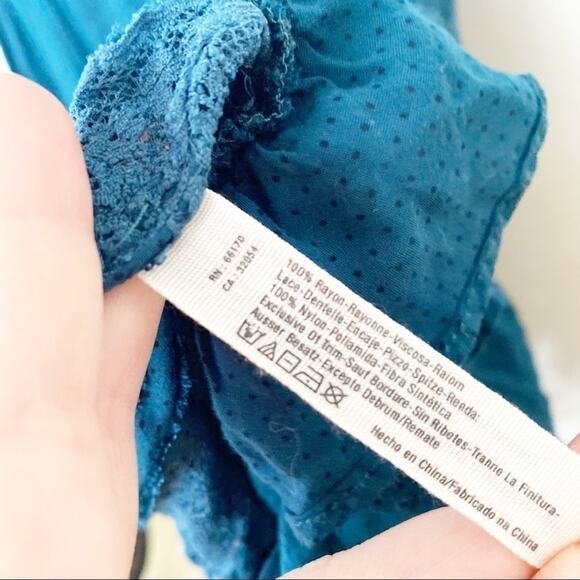 RN : 66170
CA : 32054
100% Rayon-Rayonne-Viscosa-Raiom
Lace-Dentelle-Encaje-Pizzo-Spitze-Renda:
100% Nylon-Poliamida-Fibra Sintética
Exclusive Of Trim-Sauf Bordure-Sin Ribetes-Tranne La Finitura-
Ausser Besatz-Excepto Debrum/Remate
Hecho en China/Fabricado na China